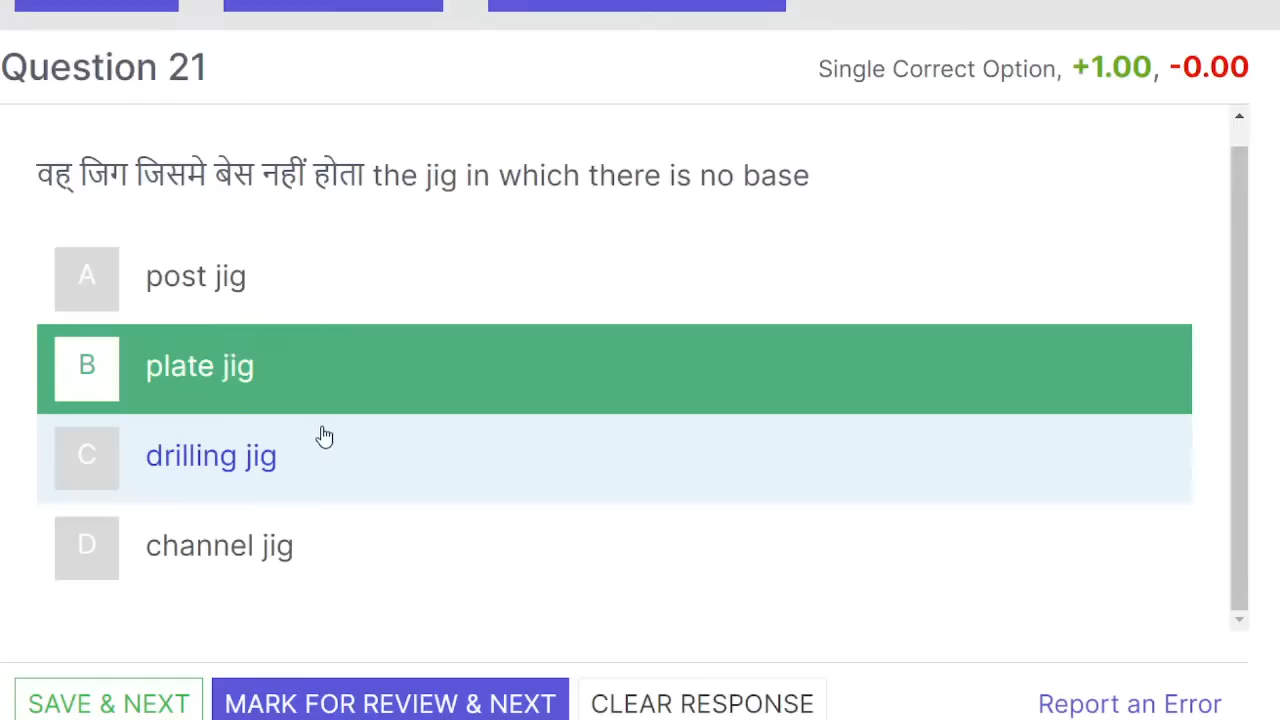 Question 21
Single Correct Option, +1.00, -0.00
वह् जिग जिसमे बेस नहीं होता the jig in which there is no base
A post jig
B plate jig
C drilling jig
D channel jig
SAVE & NEXT MARK FOR REVIEW & NEXT CLEAR RESPONSE Report an Error